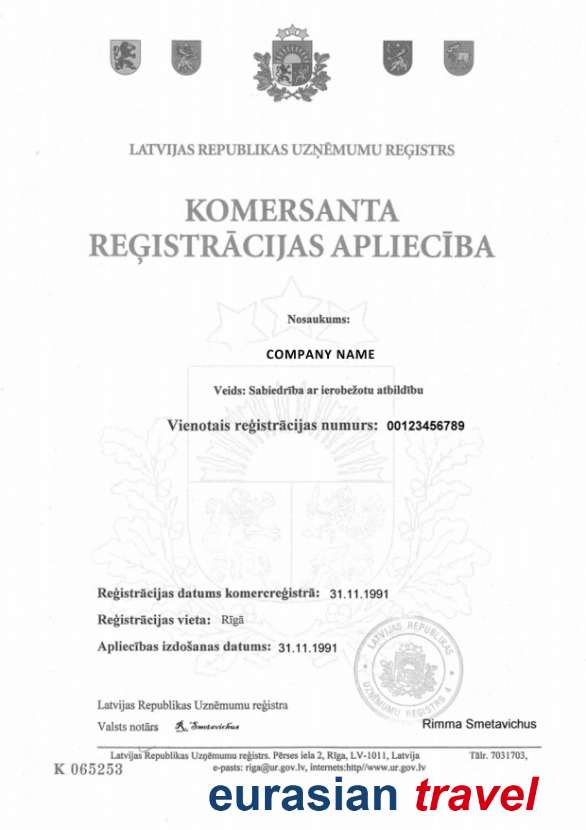 LATVIJAS REPUBLIKAS UZŅĒMUMU REĢISTRS
KOMERSANTA
REĢISTRĀCIJAS APLIECĪBA
Nosaukums:
COMPANY NAME
Veids: Sabiedrība ar ierobežotu atbildību
Vienotais reģistrācijas numurs: 00123456789
Reģistrācijas datums komercreģistrā: 31.11.1991
Reģistrācijas vieta: Rīgā
Apliecības izdošanas datums: 31.11.1991
LATVIJAS REPUBLIKAS
UZŅĒMUMU REĢISTRS 4
Latvijas Republikas Uzņēmumu reģistra
Valsts notārs R. Smetavichus Rimma Smetavichus
Latvijas Republikas Uzņēmumu reģistrs. Pērses iela 2, Rīga, LV-1011, Latvija Tālr. 7031703,
K 065253 e-pasts: riga@ur.gov.lv, internets:http//www.ur.gov.lv
eurasian travel